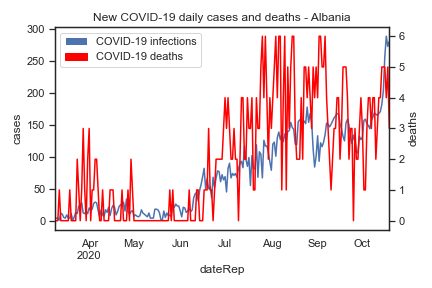 New COVID-19 daily cases and deaths - Albania
COVID-19 infections
COVID-19 deaths
300
250
200
150
100
50
0
cases
6
5
4
3
2
1
0
deaths
Apr May Jun Jul Aug Sep Oct
2020
dateRep